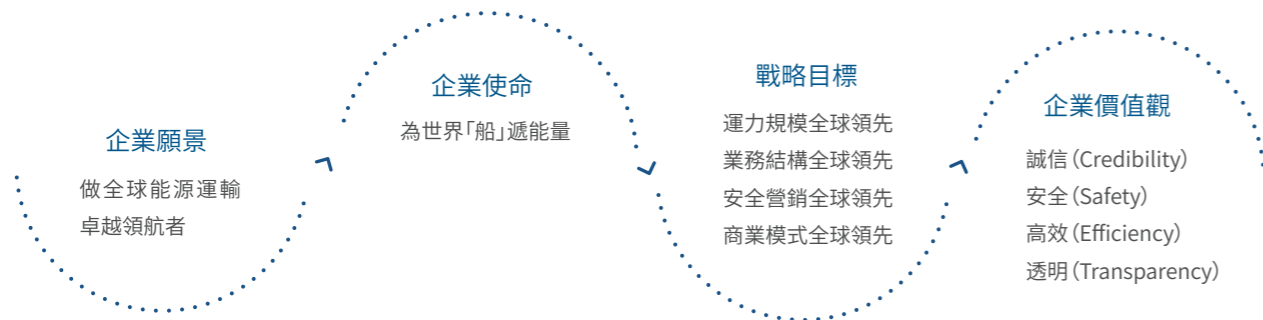 企業願景
做全球能源運輸
卓越領航者
企業使命
為世界「船」遞能量
戰略目標
運力規模全球領先
業務結構全球領先
安全營銷全球領先
商業模式全球領先
企業價值觀
誠信(Credibility)
安全(Safety)
高效(Efficiency)
透明(Transparency)